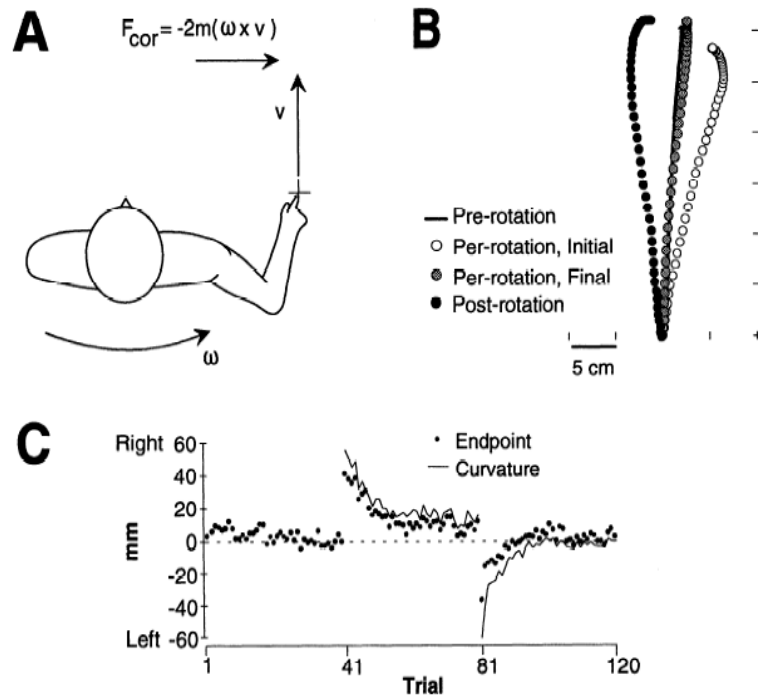 A
F_cor = -2m(ω x v)
v
ω
B
Pre-rotation
Per-rotation, Initial
Per-rotation, Final
Post-rotation
5 cm
C
Right 60
40
20
0
-20
-40
Left -60
mm
Endpoint
Curvature
1 41 81 120
Trial